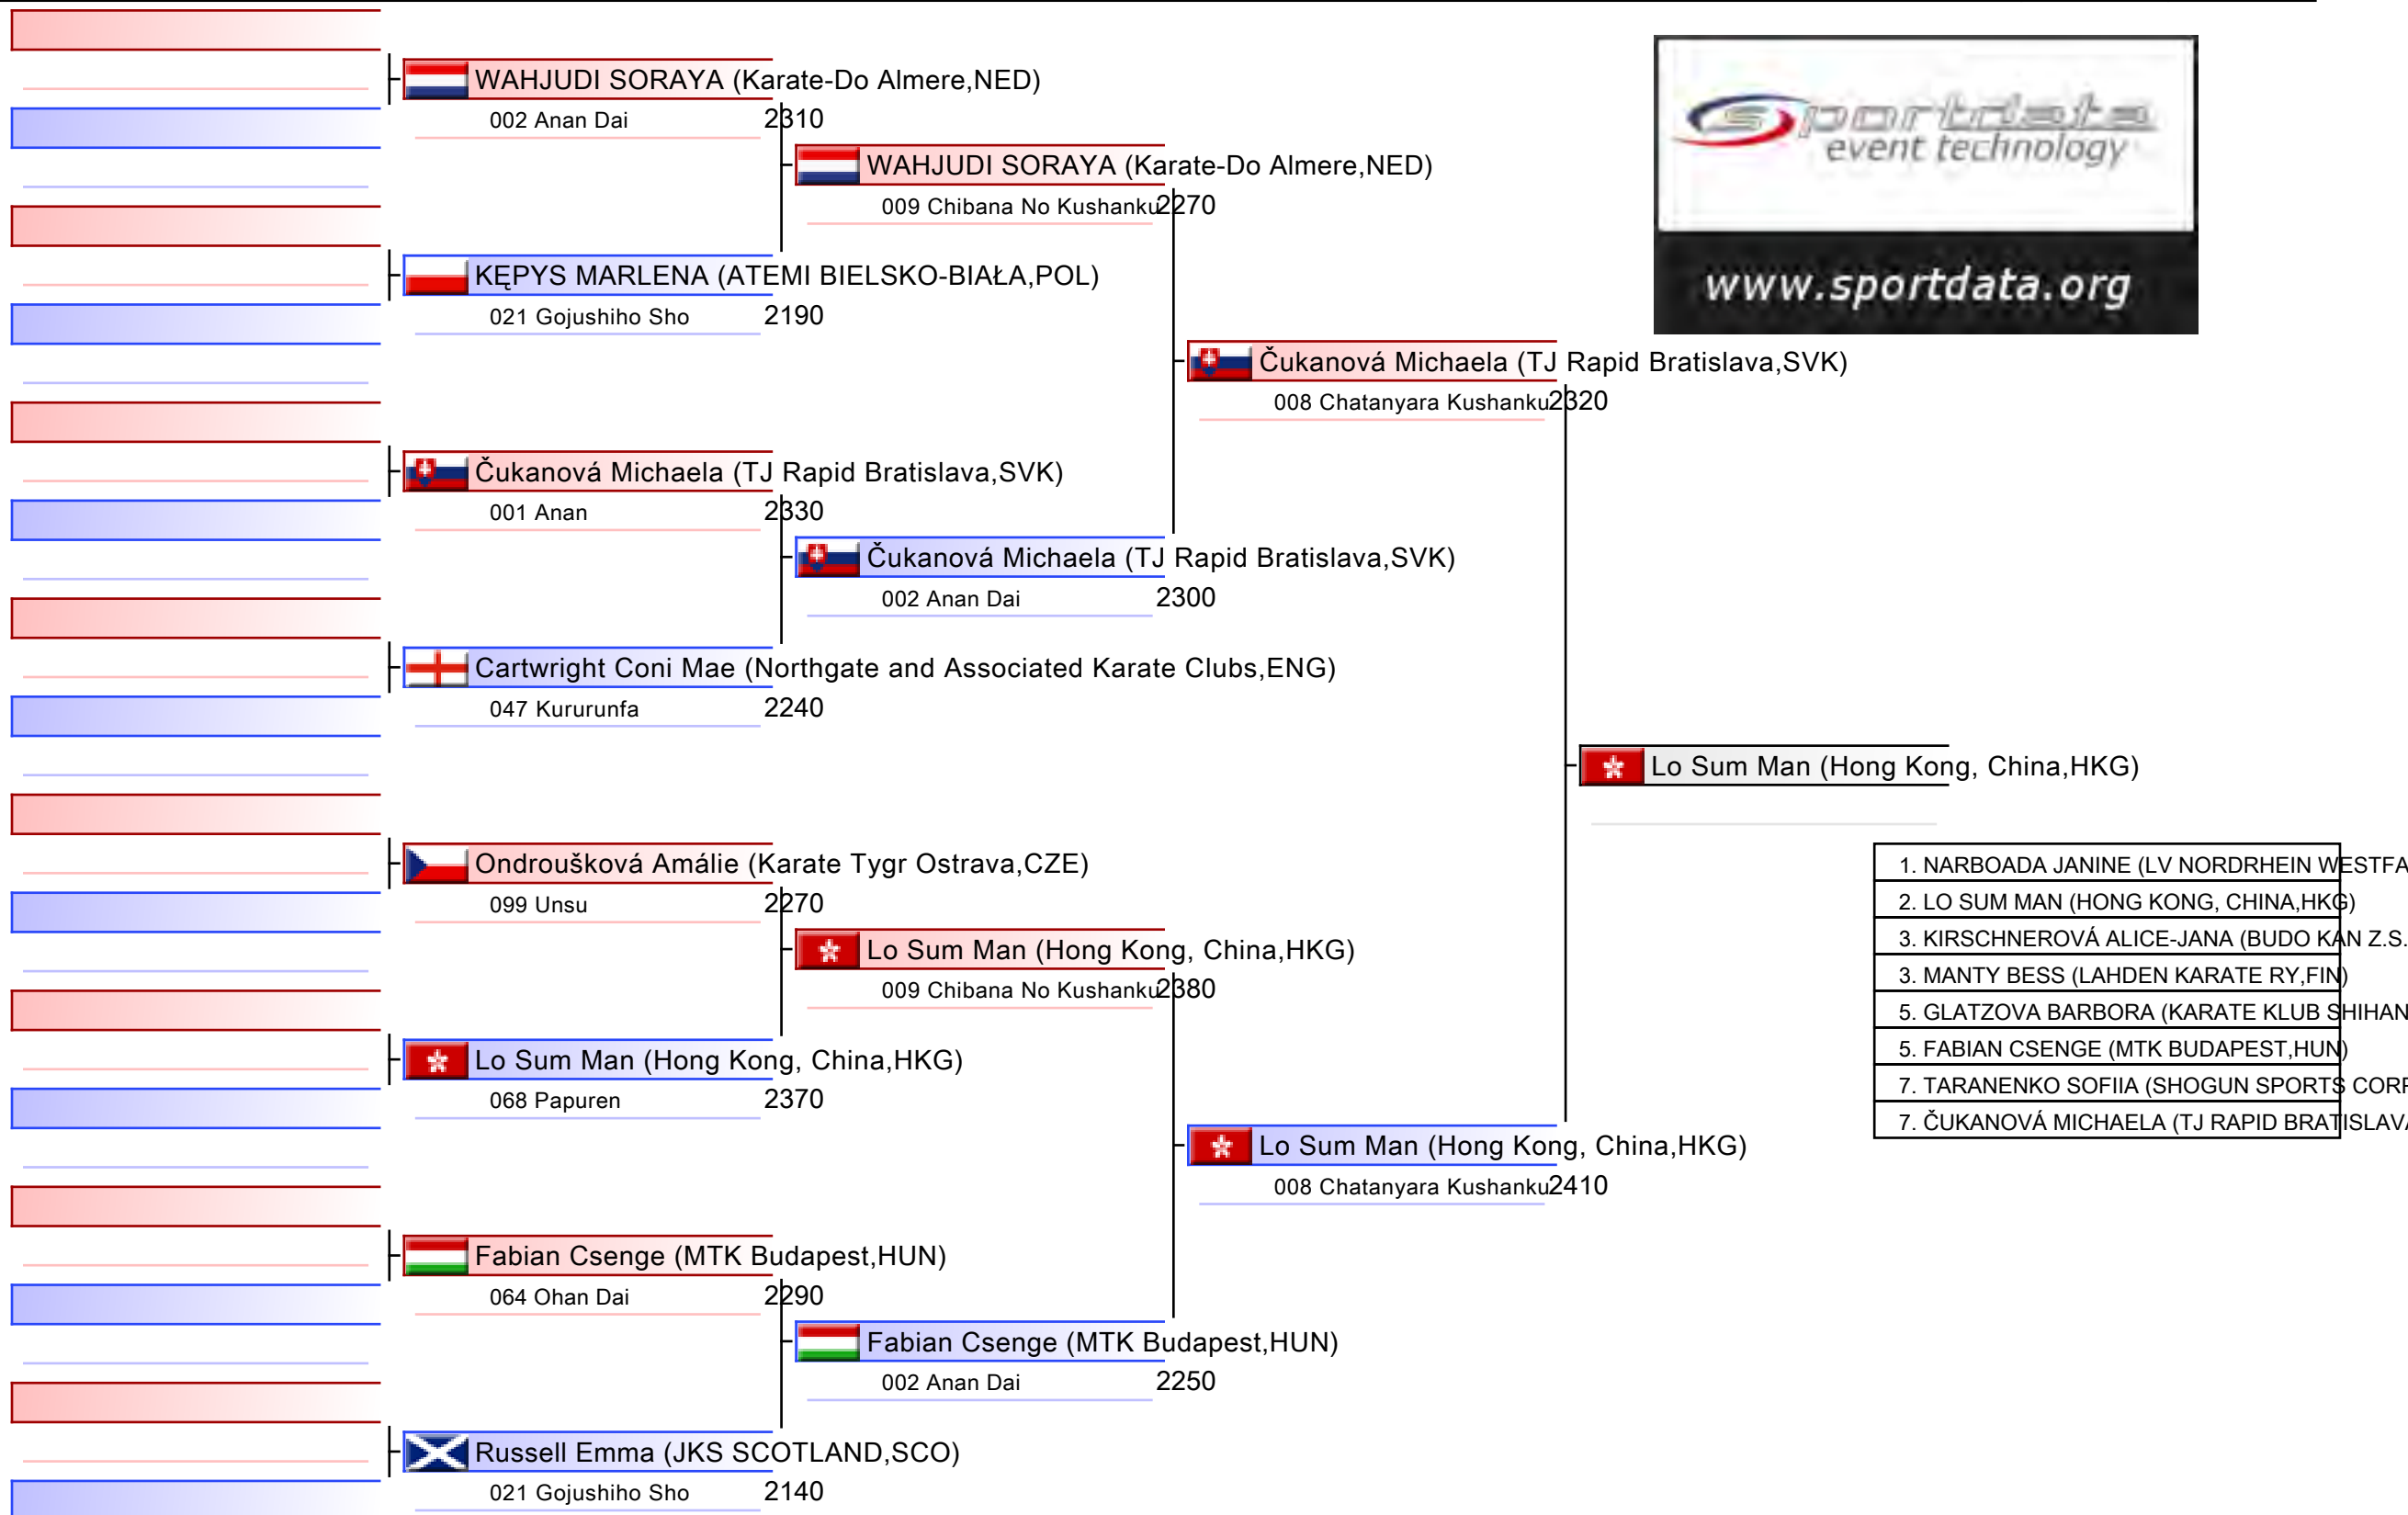 WAHJUDI SORAYA (Karate-Do Almere,NED)
002 Anan Dai 2310
WAHJUDI SORAYA (Karate-Do Almere,NED)
009 Chibana No Kushanku 2270
KĘPYS MARLENA (ATEMI BIELSKO-BIAŁA,POL)
021 Gojushiho Sho 2190
Čukanová Michaela (TJ Rapid Bratislava,SVK)
008 Chatanyara Kushanku 2320
Čukanová Michaela (TJ Rapid Bratislava,SVK)
001 Anan 2330
Čukanová Michaela (TJ Rapid Bratislava,SVK)
002 Anan Dai 2300
Cartwright Coni Mae (Northgate and Associated Karate Clubs,ENG)
047 Kururunfa 2240
Lo Sum Man (Hong Kong, China,HKG)
Ondroušková Amálie (Karate Tygr Ostrava,CZE)
099 Unsu 2270
Lo Sum Man (Hong Kong, China,HKG)
009 Chibana No Kushanku 2380
Lo Sum Man (Hong Kong, China,HKG)
068 Papuren 2370
Lo Sum Man (Hong Kong, China,HKG)
008 Chatanyara Kushanku 2410
Fabian Csenge (MTK Budapest,HUN)
064 Ohan Dai 2290
Fabian Csenge (MTK Budapest,HUN)
002 Anan Dai 2250
Russell Emma (JKS SCOTLAND,SCO)
021 Gojushiho Sho 2140
sportdata
event technology
www.sportdata.org
1. NARBOADA JANINE (LV NORDRHEIN WESTFA
2. LO SUM MAN (HONG KONG, CHINA,HKG)
3. KIRSCHNEROVÁ ALICE-JANA (BUDO KAN Z.S.
3. MANTY BESS (LAHDEN KARATE RY,FIN)
5. GLATZOVA BARBORA (KARATE KLUB SHIHAN
5. FABIAN CSENGE (MTK BUDAPEST,HUN)
7. TARANENKO SOFIIA (SHOGUN SPORTS CORP
7. ČUKANOVÁ MICHAELA (TJ RAPID BRATISLAVA